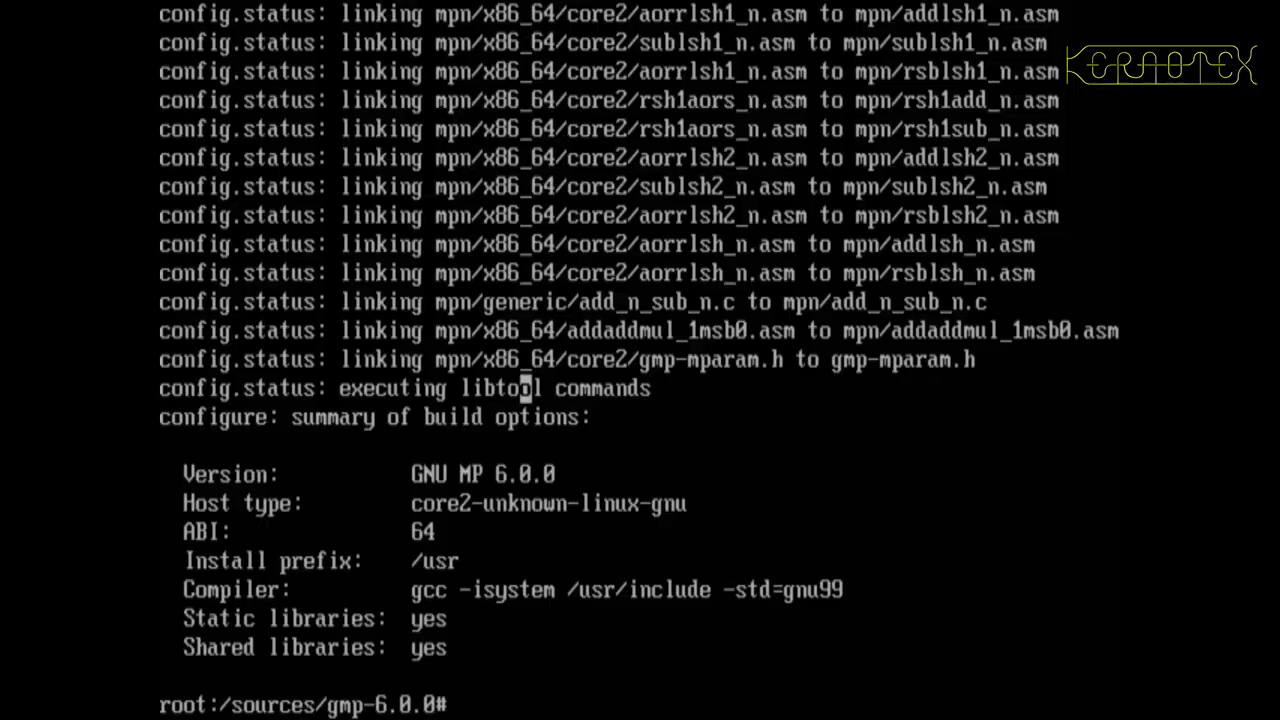 config.status: linking mpn/x86_64/core2/aorrlsh1_n.asm to mpn/addlsh1_n.asm
config.status: linking mpn/x86_64/core2/sublsh1_n.asm to mpn/sublsh1_n.asm
config.status: linking mpn/x86_64/core2/aorrlsh1_n.asm to mpn/rsblsh1_n.asm
KERNOTEX
config.status: linking mpn/x86_64/core2/rsh1aors_n.asm to mpn/rsh1add_n.asm
config.status: linking mpn/x86_64/core2/rsh1aors_n.asm to mpn/rsh1sub_n.asm
config.status: linking mpn/x86_64/core2/aorrlsh2_n.asm to mpn/addlsh2_n.asm
config.status: linking mpn/x86_64/core2/sublsh2_n.asm to mpn/sublsh2_n.asm
config.status: linking mpn/x86_64/core2/aorrlsh2_n.asm to mpn/rsblsh2_n.asm
config.status: linking mpn/x86_64/core2/aorrlsh_n.asm to mpn/addlsh_n.asm
config.status: linking mpn/x86_64/core2/aorrlsh_n.asm to mpn/rsblsh_n.asm
config.status: linking mpn/generic/add_n_sub_n.c to mpn/add_n_sub_n.c
config.status: linking mpn/x86_64/addaddmul_1msb0.asm to mpn/addaddmul_1msb0.asm
config.status: linking mpn/x86_64/core2/gmp-mparam.h to gmp-mparam.h
config.status: executing libtool commands
configure: summary of build options:
Version: GNU MP 6.0.0
Host type: core2-unknown-linux-gnu
ABI: 64
Install prefix: /usr
Compiler: gcc -isystem /usr/include -std=gnu99
Static libraries: yes
Shared libraries: yes
root:/sources/gmp-6.0.0#